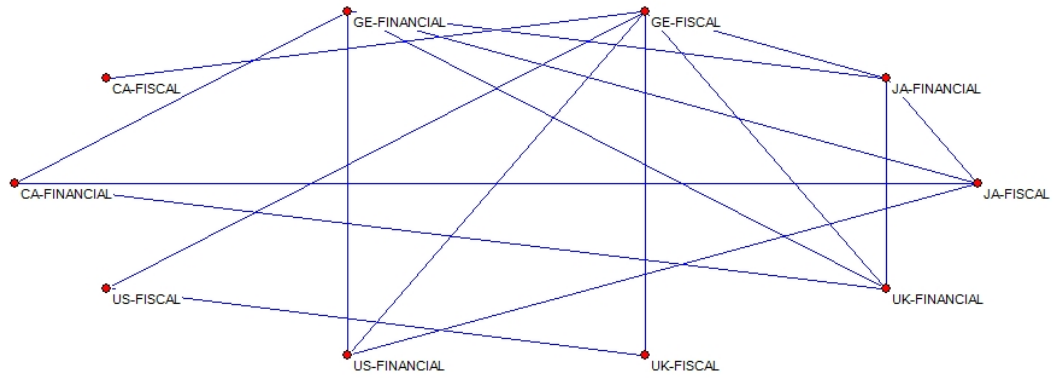 GE-FINANCIAL
GE-FISCAL
CA-FISCAL
JA-FINANCIAL
CA-FINANCIAL
JA-FISCAL
US-FISCAL
UK-FINANCIAL
US-FINANCIAL
UK-FISCAL